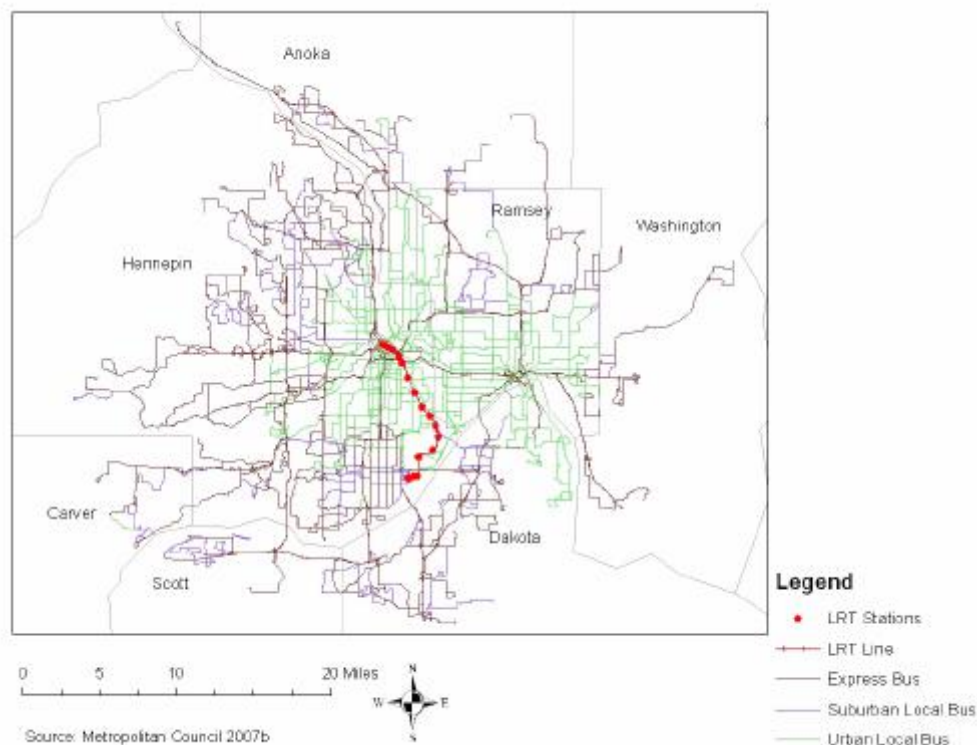 Anoka
Ramsey
Washington
Hennepin
Carver
Dakota
Scott
Legend
LRT Stations
LRT Line
Express Bus
Suburban Local Bus
Urban Local Bus
0 5 10 20 Miles
N
W E
S
Source: Metropolitan Council 2007b